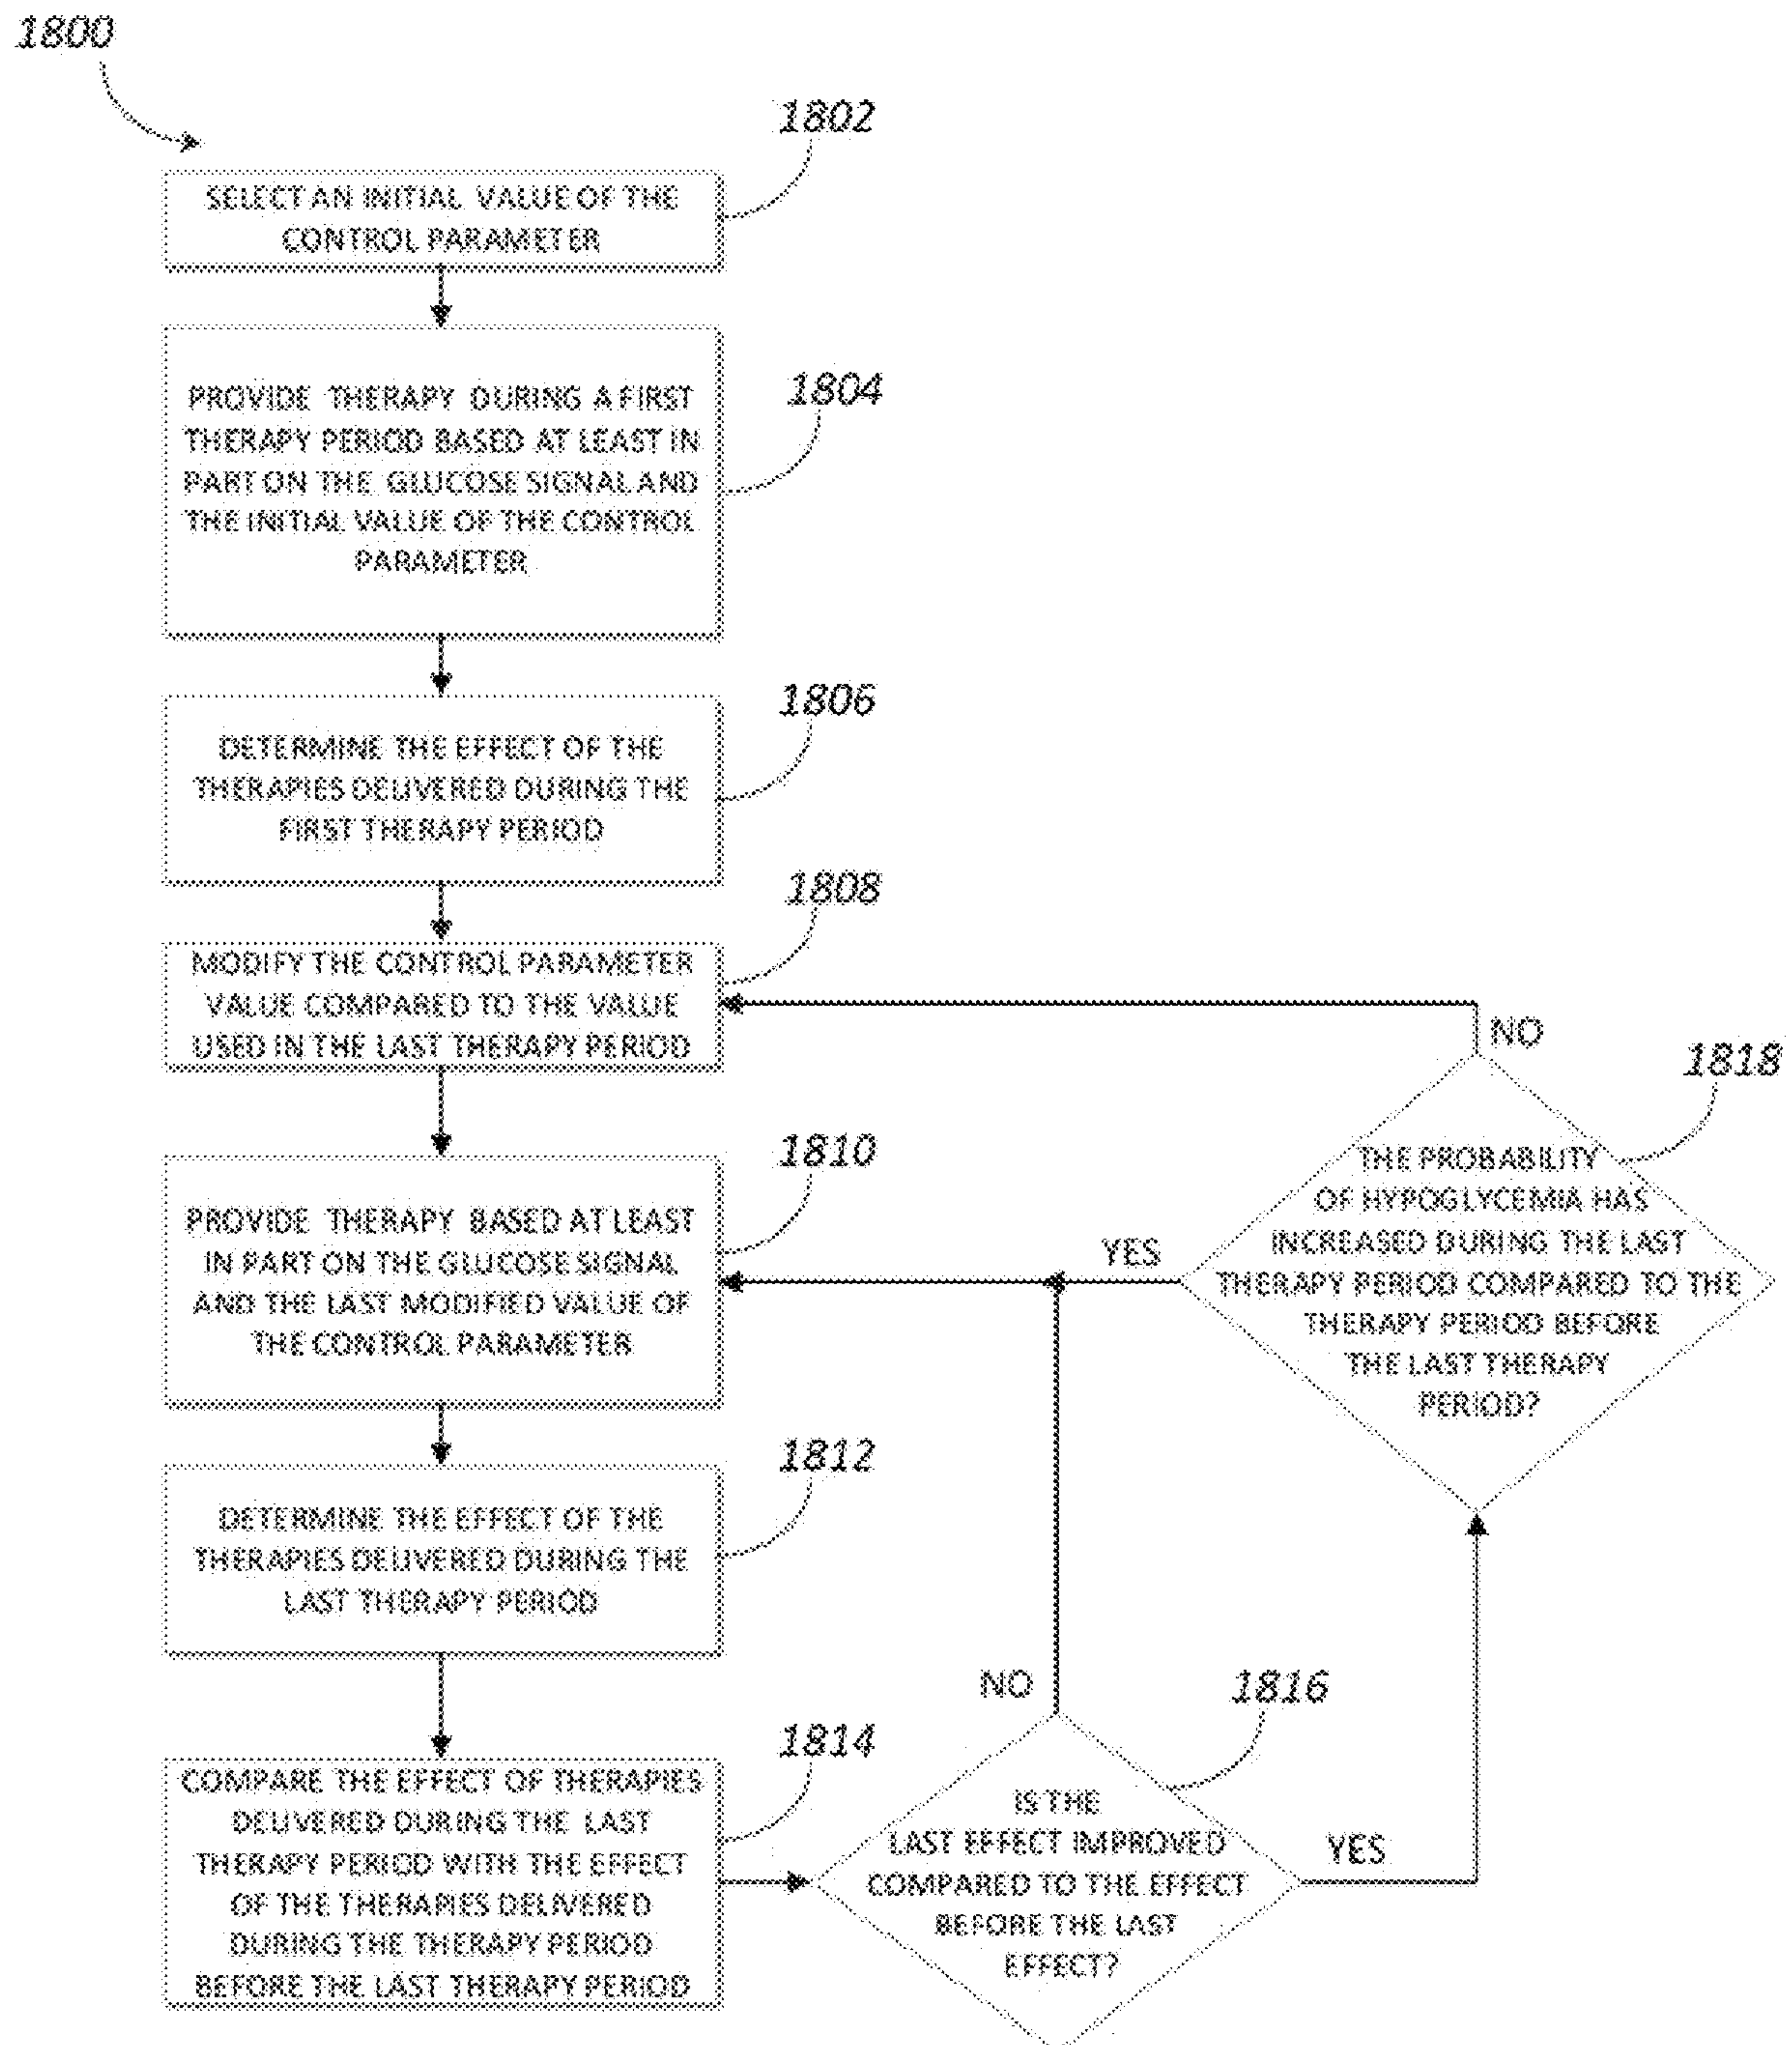 1800
1802
SELECT AN INITIAL VALUE OF THE
CONTROL PARAMETER
1804
PROVIDE THERAPY DURING A FIRST
THERAPY PERIOD BASED AT LEAST IN
PART ON THE GLUCOSE SIGNAL AND
THE INITIAL VALUE OF THE CONTROL
PARAMETER
1806
DETERMINE THE EFFECT OF THE
THERAPIES DELIVERED DURING THE
FIRST THERAPY PERIOD
1808
MODIFY THE CONTROL PARAMETER
VALUE COMPARED TO THE VALUE
USED IN THE LAST THERAPY PERIOD
1810
PROVIDE THERAPY BASED AT LEAST
IN PART ON THE GLUCOSE SIGNAL
AND THE LAST MODIFIED VALUE OF
THE CONTROL PARAMETER
1812
DETERMINE THE EFFECT OF THE
THERAPIES DELIVERED DURING THE
LAST THERAPY PERIOD
1814
COMPARE THE EFFECT OF THERAPIES
DELIVERED DURING THE LAST
THERAPY PERIOD WITH THE EFFECT
OF THE THERAPIES DELIVERED
DURING THE THERAPY PERIOD
BEFORE THE LAST THERAPY PERIOD
1816
IS THE
LAST EFFECT IMPROVED
COMPARED TO THE EFFECT
BEFORE THE LAST
EFFECT?
NO
YES
1818
THE PROBABILITY
OF HYPOGLYCEMIA HAS
INCREASED DURING THE LAST
THERAPY PERIOD COMPARED TO THE
THERAPY PERIOD BEFORE
THE LAST THERAPY
PERIOD?
YES
NO